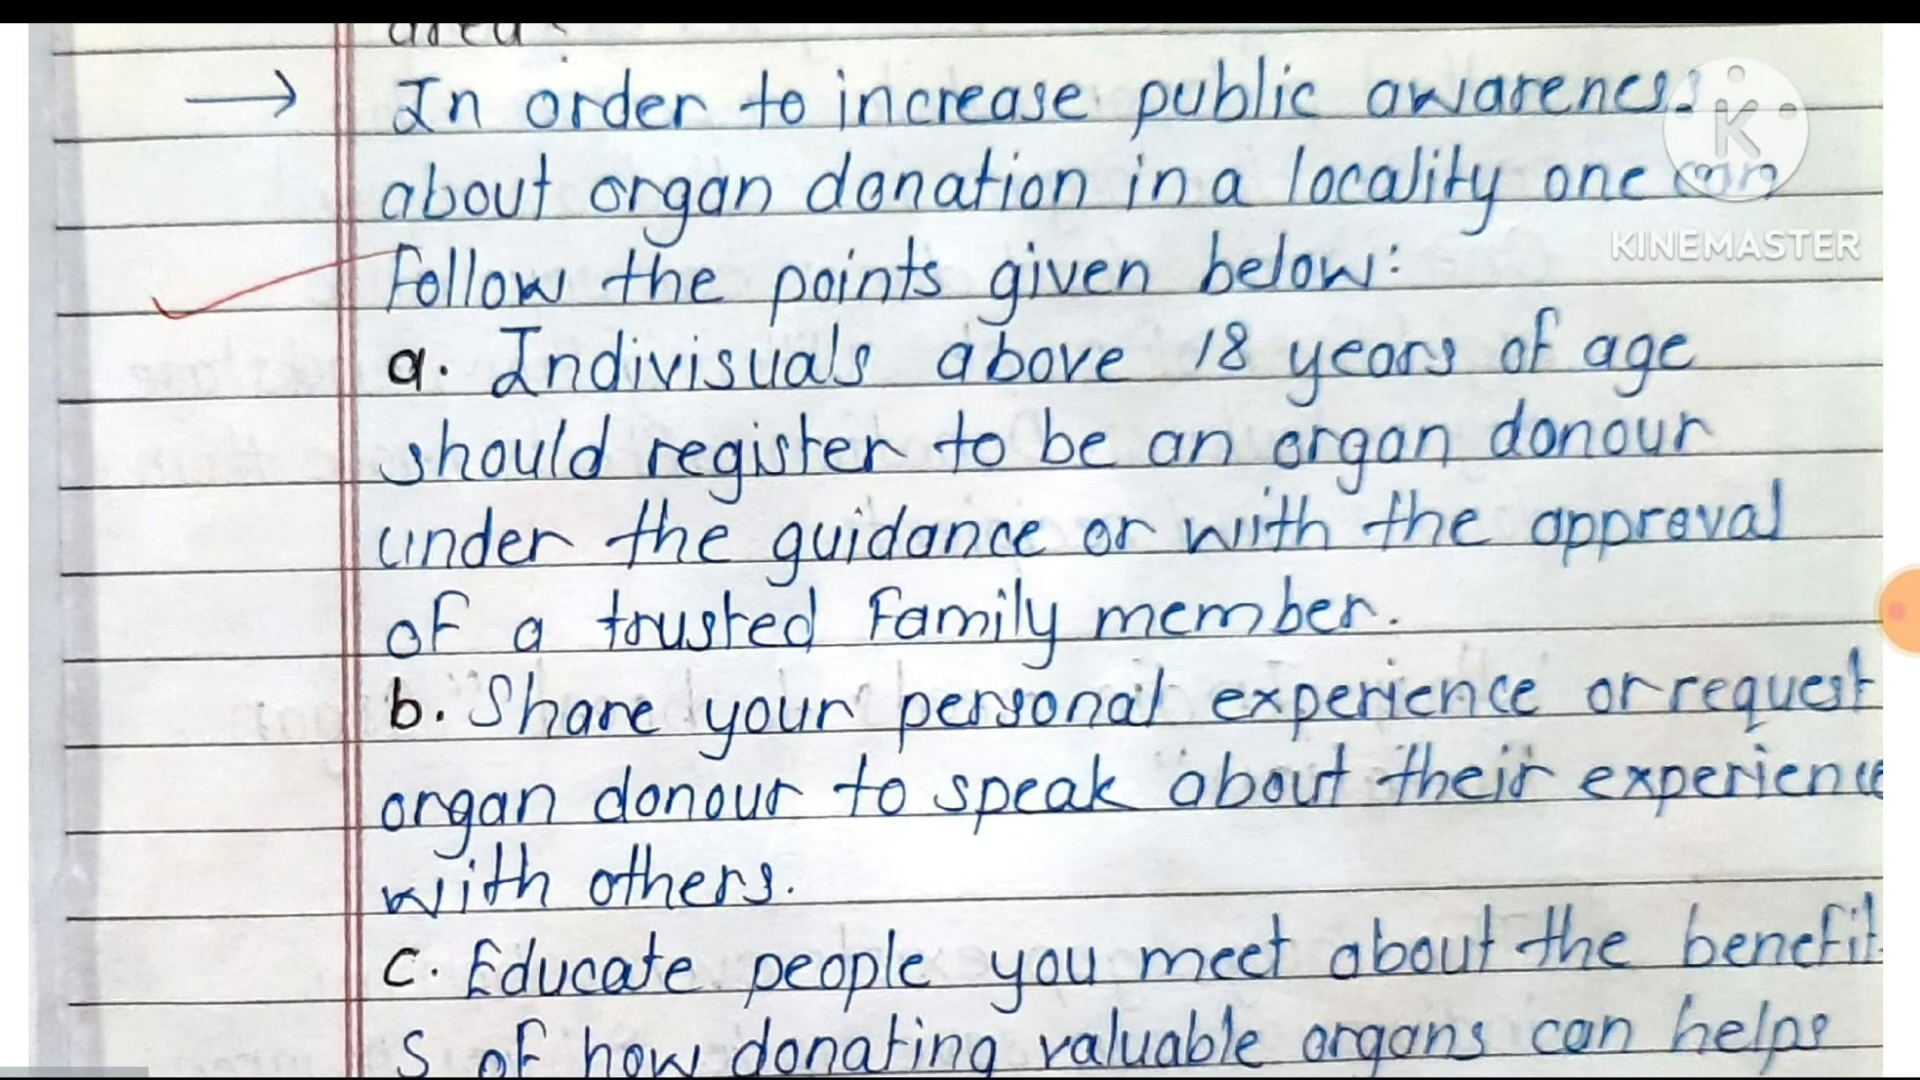 area.
→ In order to increase public awareness
about organ donation in a locality one can
follow the points given below:
a. Indivisuals above 18 years of age
should register to be an organ donour
under the guidance or with the approval
of a trusted family member.
b. Share your personal experience or request
organ donour to speak about their experience
with others.
c. Educate people you meet about the benefit
s of how donating valuable organs can helps
K
KINEMASTER